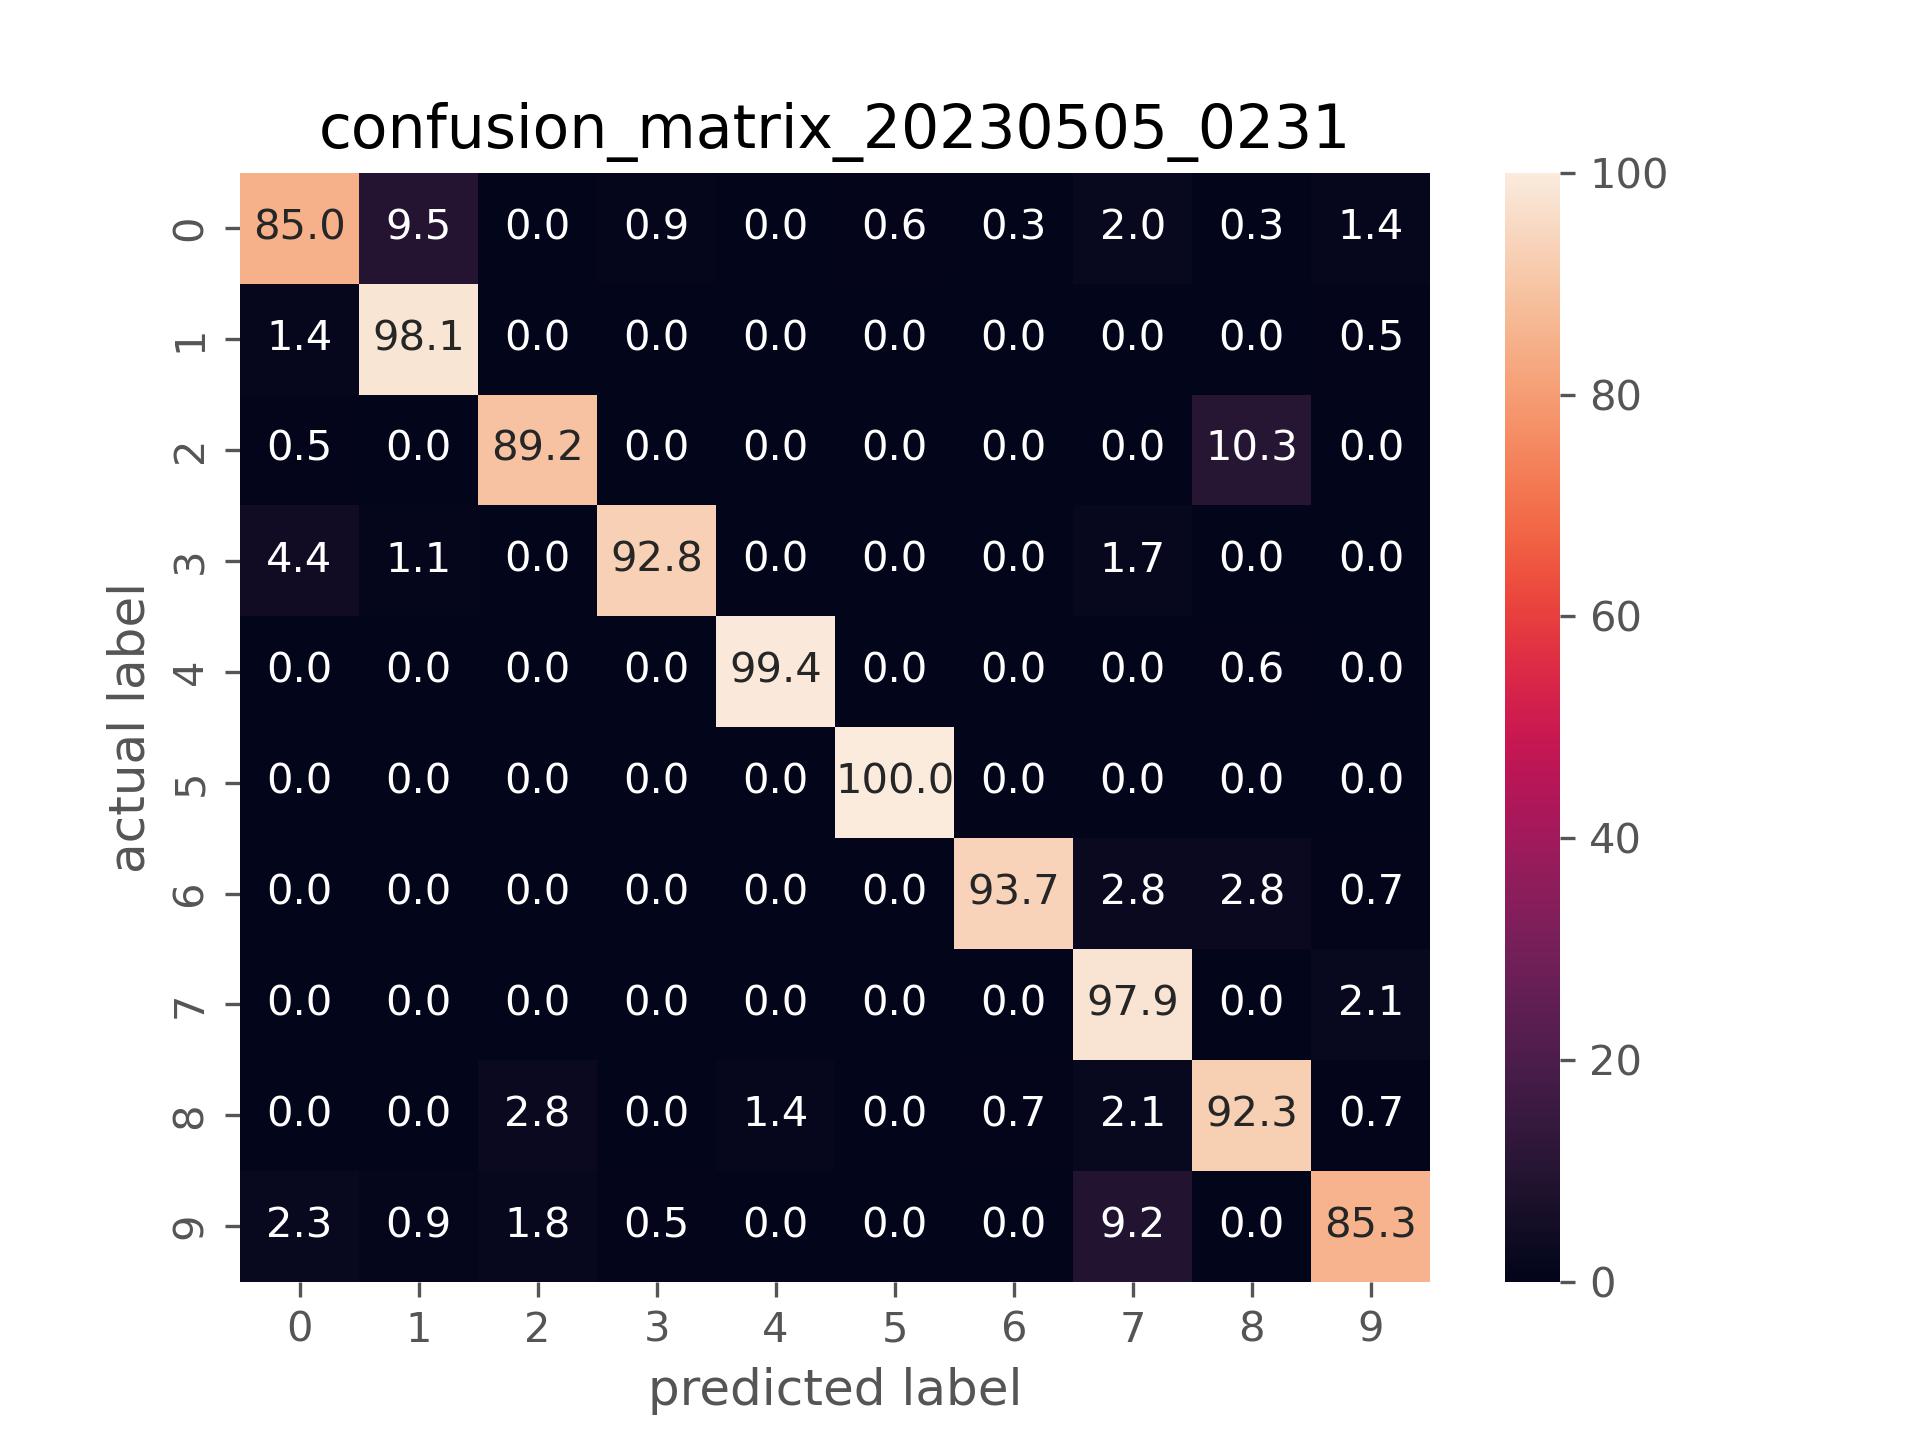 confusion_matrix_20230505_0231
0 85.0 9.5 0.0 0.9 0.0 0.6 0.3 2.0 0.3 1.4
1 1.4 98.1 0.0 0.0 0.0 0.0 0.0 0.0 0.0 0.5
2 0.5 0.0 89.2 0.0 0.0 0.0 0.0 0.0 10.3 0.0
3 4.4 1.1 0.0 92.8 0.0 0.0 0.0 1.7 0.0 0.0
4 0.0 0.0 0.0 0.0 99.4 0.0 0.0 0.0 0.6 0.0
5 0.0 0.0 0.0 0.0 0.0 100.0 0.0 0.0 0.0 0.0
6 0.0 0.0 0.0 0.0 0.0 0.0 93.7 2.8 2.8 0.7
7 0.0 0.0 0.0 0.0 0.0 0.0 0.0 97.9 0.0 2.1
8 0.0 0.0 2.8 0.0 1.4 0.0 0.7 2.1 92.3 0.7
9 2.3 0.9 1.8 0.5 0.0 0.0 0.0 9.2 0.0 85.3
0 1 2 3 4 5 6 7 8 9
predicted label
actual label
100
80
60
40
20
0